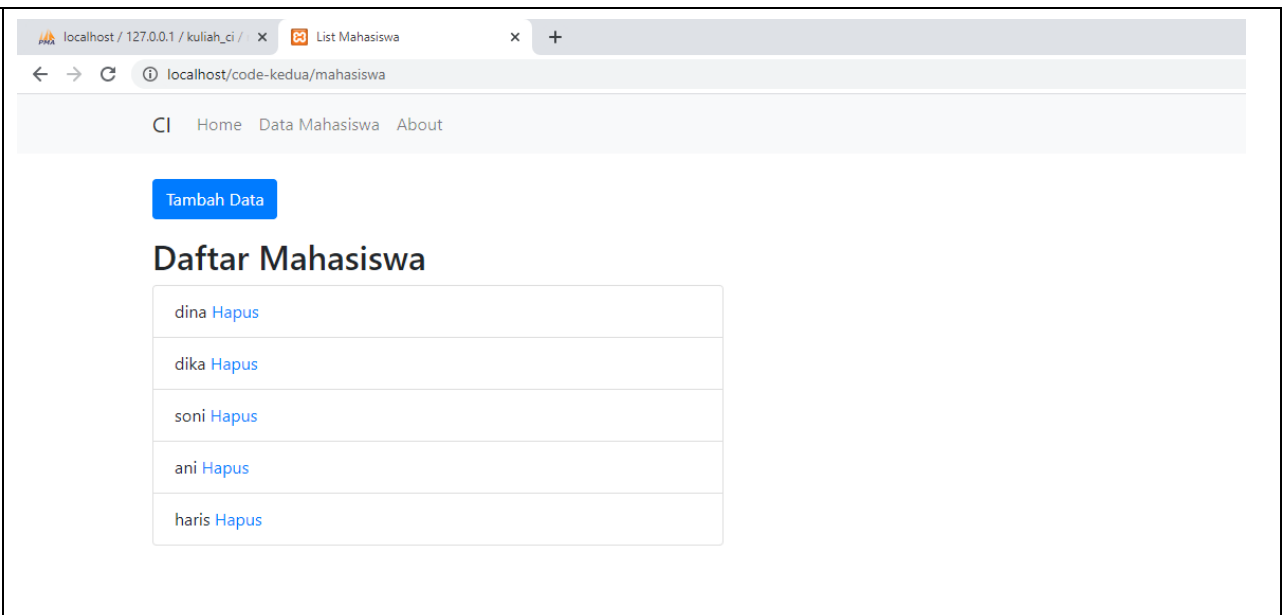 localhost / 127.0.0.1 / kuliah_ci / List Mahasiswa
localhost/code-kedua/mahasiswa
CI Home Data Mahasiswa About
Tambah Data
Daftar Mahasiswa
dina Hapus
dika Hapus
soni Hapus
ani Hapus
haris Hapus